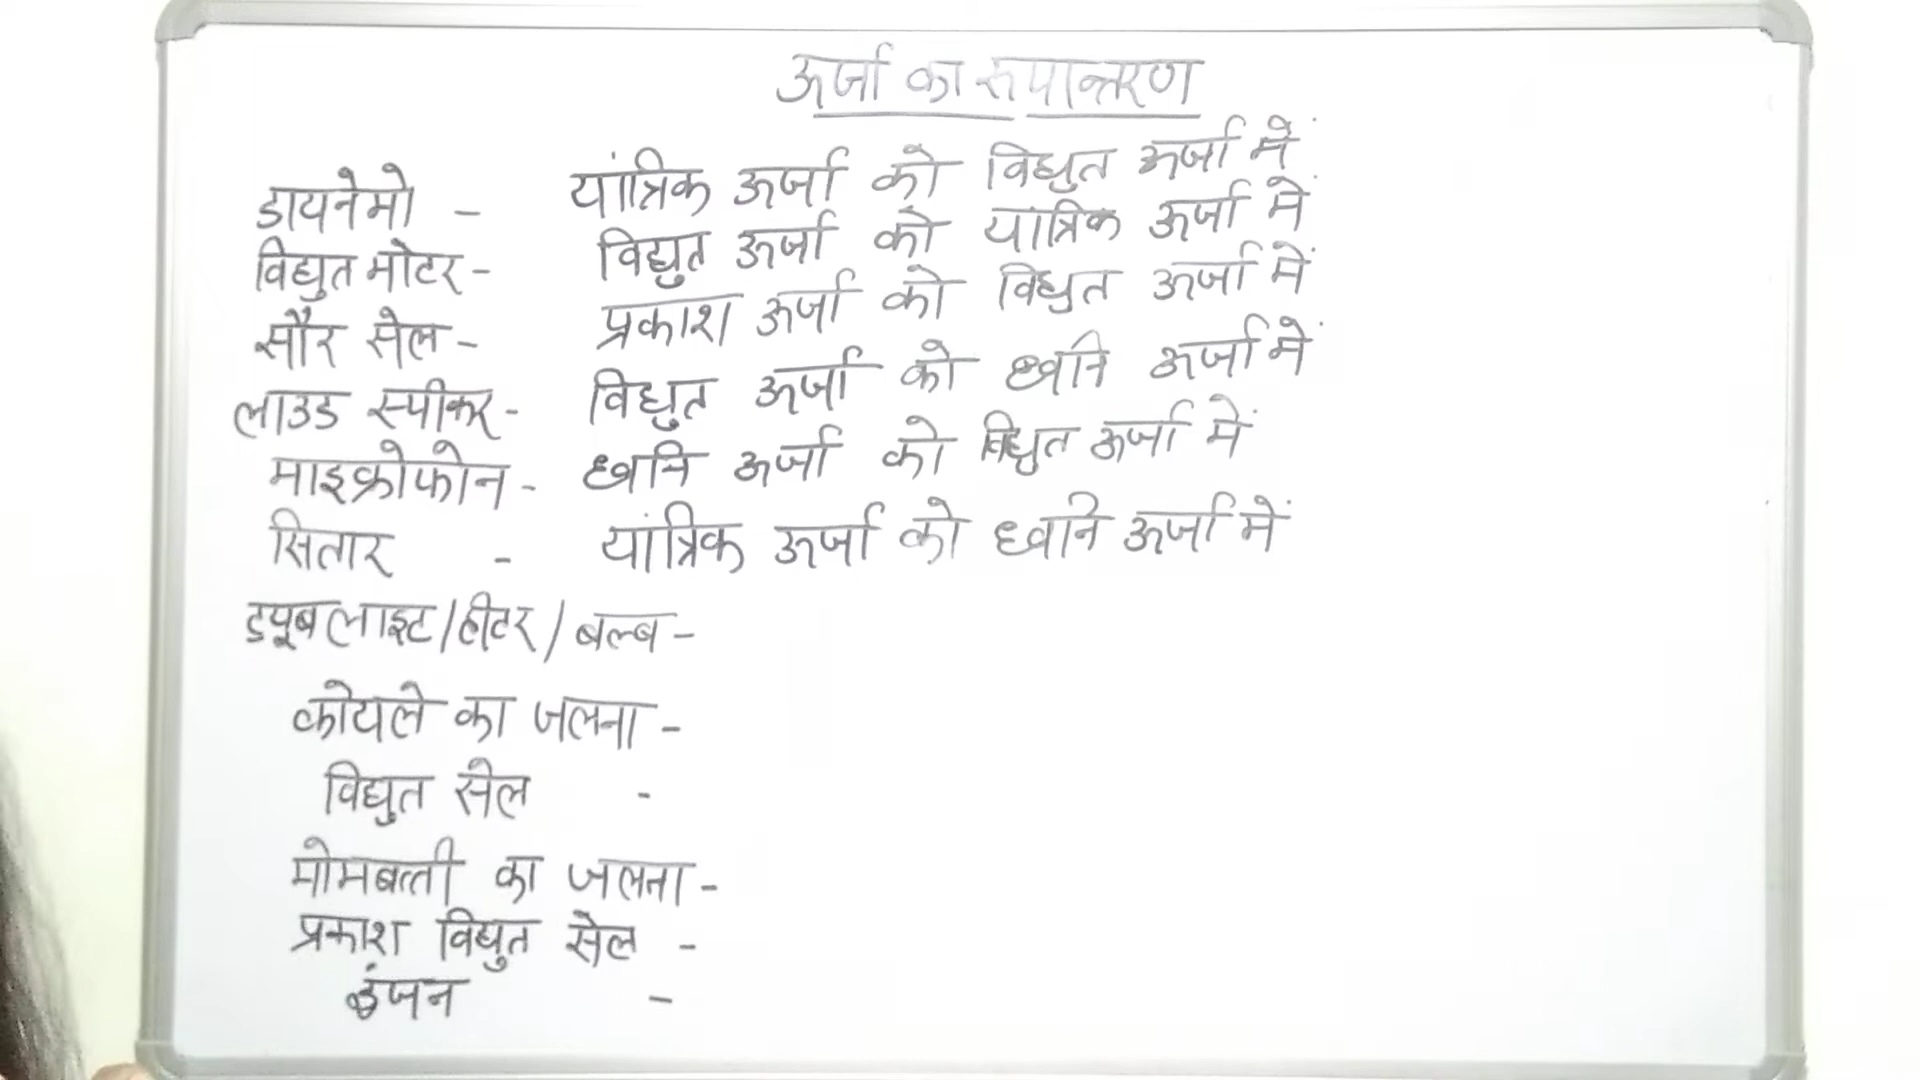 ऊर्जा का रूपान्तरण
डायनेमो - यांत्रिक ऊर्जा को विद्युत ऊर्जा में
विद्युत मोटर - विद्युत ऊर्जा को यांत्रिक ऊर्जा में
सौर सेल - प्रकाश ऊर्जा को विद्युत ऊर्जा में
लाउड स्पीकर - विद्युत ऊर्जा को ध्वनि ऊर्जा में
माइक्रोफोन - ध्वनि ऊर्जा को विद्युत ऊर्जा में
सितार - यांत्रिक ऊर्जा को ध्वनि ऊर्जा में
ट्यूब लाइट / हीटर / बल्ब -
कोयले का जलना -
विद्युत सेल -
मोमबत्ती का जलना -
प्रकाश विद्युत सेल -
इंजन -